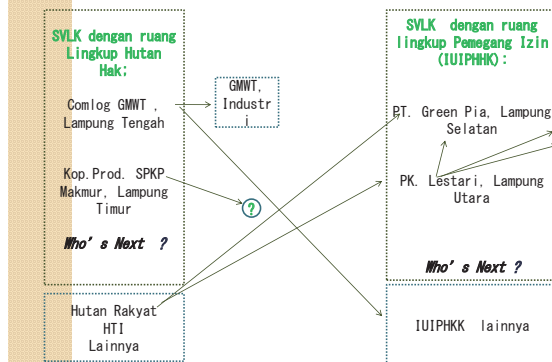 SVLK dengan ruang
Lingkup Hutan
Hak:
Comlog GMWT ,
Lampung Tengah
Kop.Prod. SPKP
Makmur, Lampung
Timur
Who's Next ?
Hutan Rakyat
HTI
Lainnya
GMWT,
Industr
i
?
SVLK dengan ruang
lingkup Pemegang Izin
(IUIPHHK):
PT. Green Pia, Lampung
Selatan
PK. Lestari, Lampung
Utara
Who's Next ?
IUIPHKK lainnya